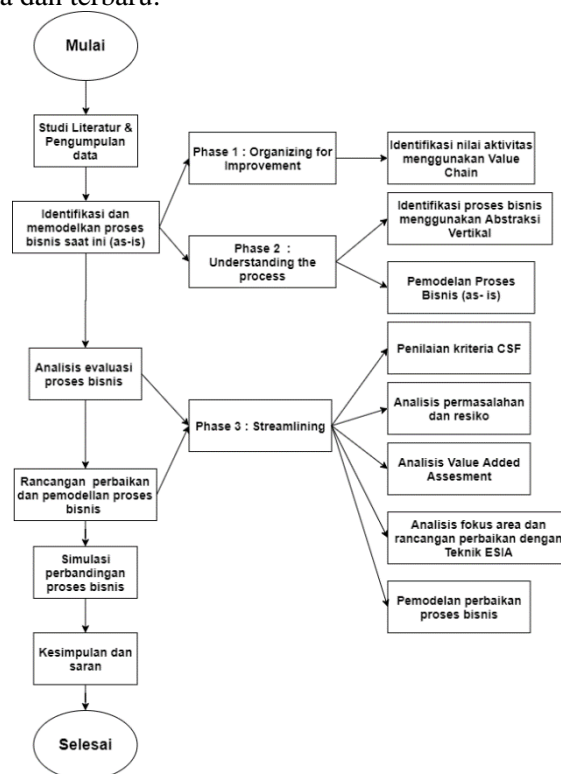 a dan terbaru.
Mulai
Studi Literatur &
Pengumpulan
data
Phase 1 : Organizing for
Improvement
Identifikasi nilai aktivitas
menggunakan Value
Chain
Identifikasi dan
memodelkan proses
bisnis saat ini (as-is)
Phase 2 :
Understanding the
process
Identifikasi proses bisnis
menggunakan Abstraksi
Vertikal
Pemodelan Proses
Bisnis (as- is)
Analisis evaluasi
proses bisnis
Phase 3 : Streamlining
Penilaian kriteria CSF
Analisis permasalahan
dan resiko
Analisis Value Added
Assesment
Analisis fokus area dan
rancangan perbaikan dengan
Teknik ESIA
Pemodelan perbaikan
proses bisnis
Rancangan perbaikan
dan pemodellan proses
bisnis
Simulasi
perbandingan
proses bisnis
Kesimpulan dan
saran
Selesai